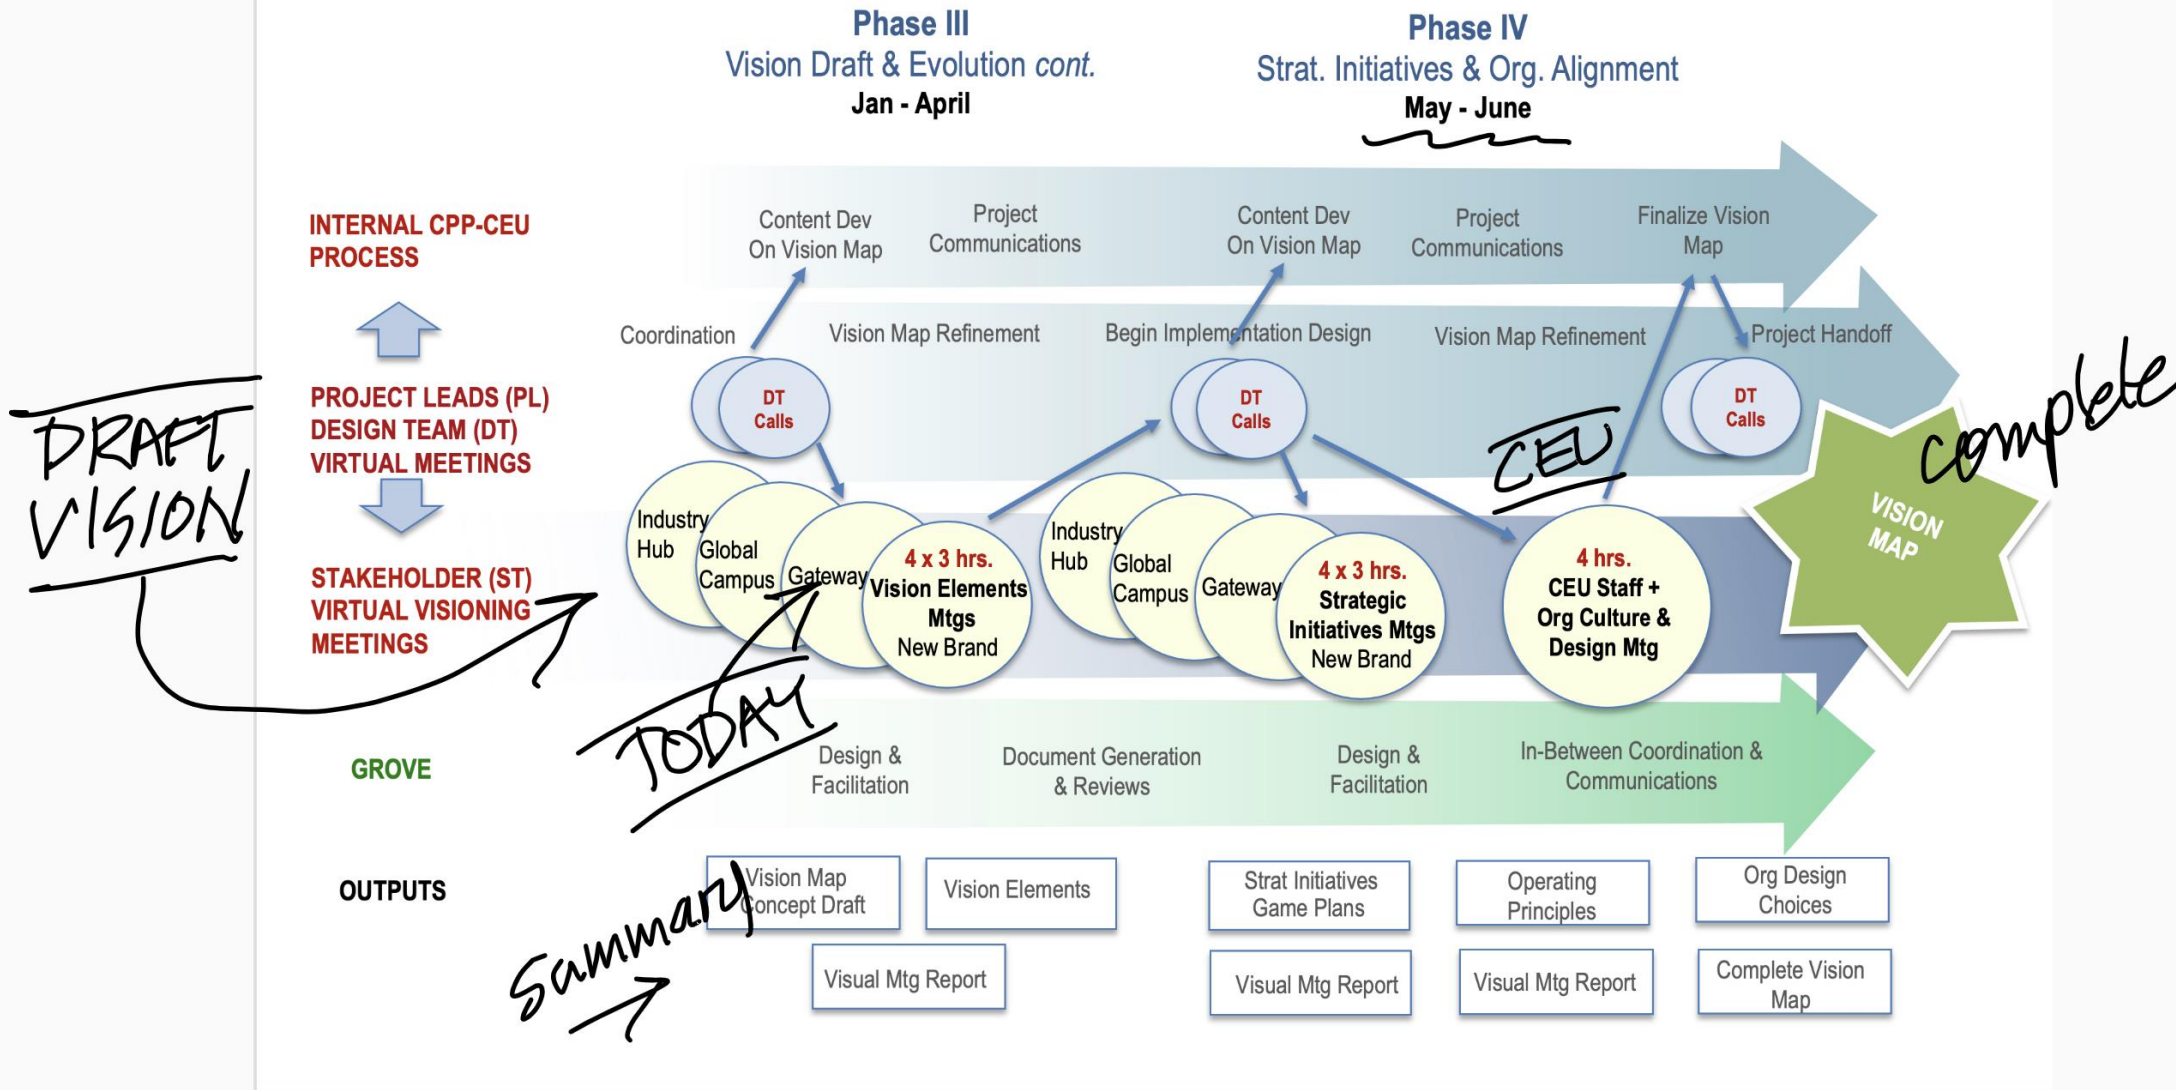 Phase III
Vision Draft & Evolution cont.
Jan - April
Phase IV
Strat. Initiatives & Org. Alignment
May - June
INTERNAL CPP-CEU
PROCESS
Content Dev
On Vision Map
Project
Communications
Content Dev
On Vision Map
Project
Communications
Finalize Vision
Map
PROJECT LEADS (PL)
DESIGN TEAM (DT)
VIRTUAL MEETINGS
Coordination
Vision Map Refinement
Begin Implementation Design
Vision Map Refinement
Project Handoff
DT
Calls
DT
Calls
DT
Calls
DRAFT
VISION
CEU
complete
VISION
MAP
STAKEHOLDER (ST)
VIRTUAL VISIONING
MEETINGS
Industry
Hub
Global
Campus
Gateway
4 x 3 hrs.
Vision Elements
Mtgs
New Brand
Industry
Hub
Global
Campus
Gateway
4 x 3 hrs.
Strategic
Initiatives Mtgs
New Brand
4 hrs.
CEU Staff +
Org Culture &
Design Mtg
TODAY
GROVE
Design &
Facilitation
Document Generation
& Reviews
Design &
Facilitation
In-Between Coordination &
Communications
OUTPUTS
Summary
Vision Map
Concept Draft
Vision Elements
Visual Mtg Report
Strat Initiatives
Game Plans
Operating
Principles
Org Design
Choices
Visual Mtg Report
Visual Mtg Report
Complete Vision
Map